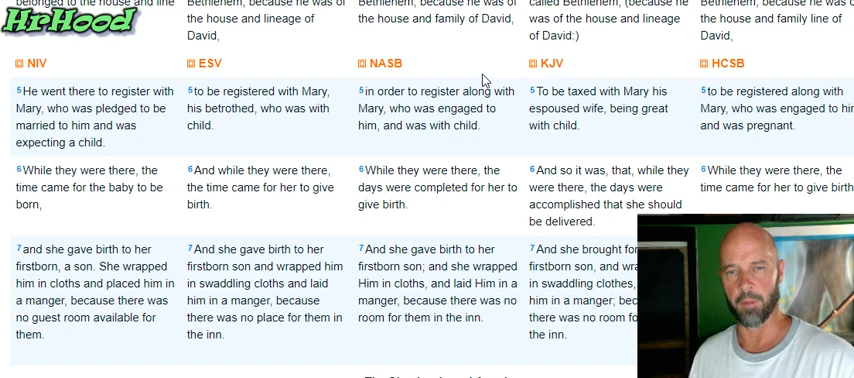 belonged to the house and line
Bethlehem, because he was of
Bethlehem, because he was of
called Bethlehem, (because he
Bethlehem, because he was of
HrHood
the house and lineage of
the house and family of David,
was of the house and lineage
the house and family line of
David,
of David:)
David,
NIV
ESV
NASB
KJV
HCSB
5 He went there to register with
Mary, who was pledged to be
married to him and was
expecting a child.
5 to be registered with Mary,
his betrothed, who was with
child.
5 in order to register along with
Mary, who was engaged to
him, and was with child.
5 To be taxed with Mary his
espoused wife, being great
with child.
5 to be registered along with
Mary, who was engaged to him
and was pregnant.
6 While they were there, the
time came for the baby to be
born,
6 And while they were there,
the time came for her to give
birth.
6 While they were there, the
days were completed for her to
give birth.
6 And so it was, that, while they
were there, the days were
accomplished that she should
be delivered.
6 While they were there, the
time came for her to give birth
7 and she gave birth to her
firstborn, a son. She wrapped
him in cloths and placed him in
a manger, because there was
no guest room available for
them.
7 And she gave birth to her
firstborn son and wrapped him
in swaddling cloths and laid
him in a manger, because
there was no place for them in
the inn.
7 And she gave birth to her
firstborn son; and she wrapped
Him in cloths, and laid Him in a
manger, because there was no
room for them in the inn.
7 And she brought for
firstborn son, and wra
in swaddling clothes,
him in a manger; bec
there was no room fo
the inn.